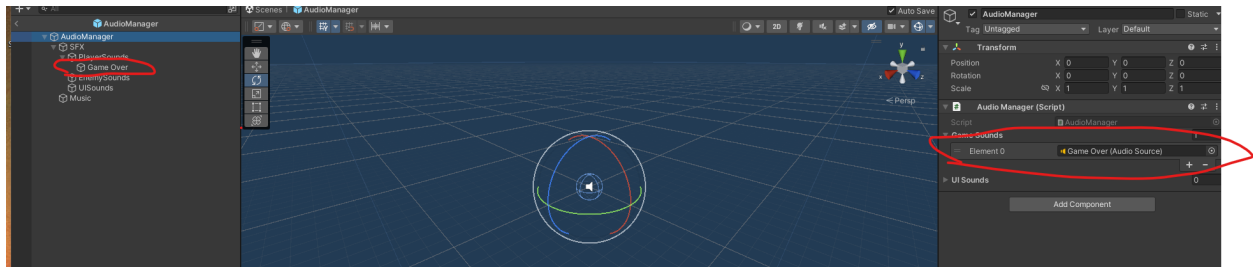 All
AudioManager
AudioManager
SFX
PlayerSounds
Game Over
EnemySounds
UISounds
Music
Scenes AudioManager
Auto Save
2D
y
x
z
Persp
AudioManager
Static
Tag Untagged Layer Default
Transform
Position X 0 Y 0 Z 0
Rotation X 0 Y 0 Z 0
Scale X 1 Y 1 Z 1
Audio Manager (Script)
Script AudioManager
Game Sounds 1
Element 0 Game Over (Audio Source)
+ −
UI Sounds 0
Add Component